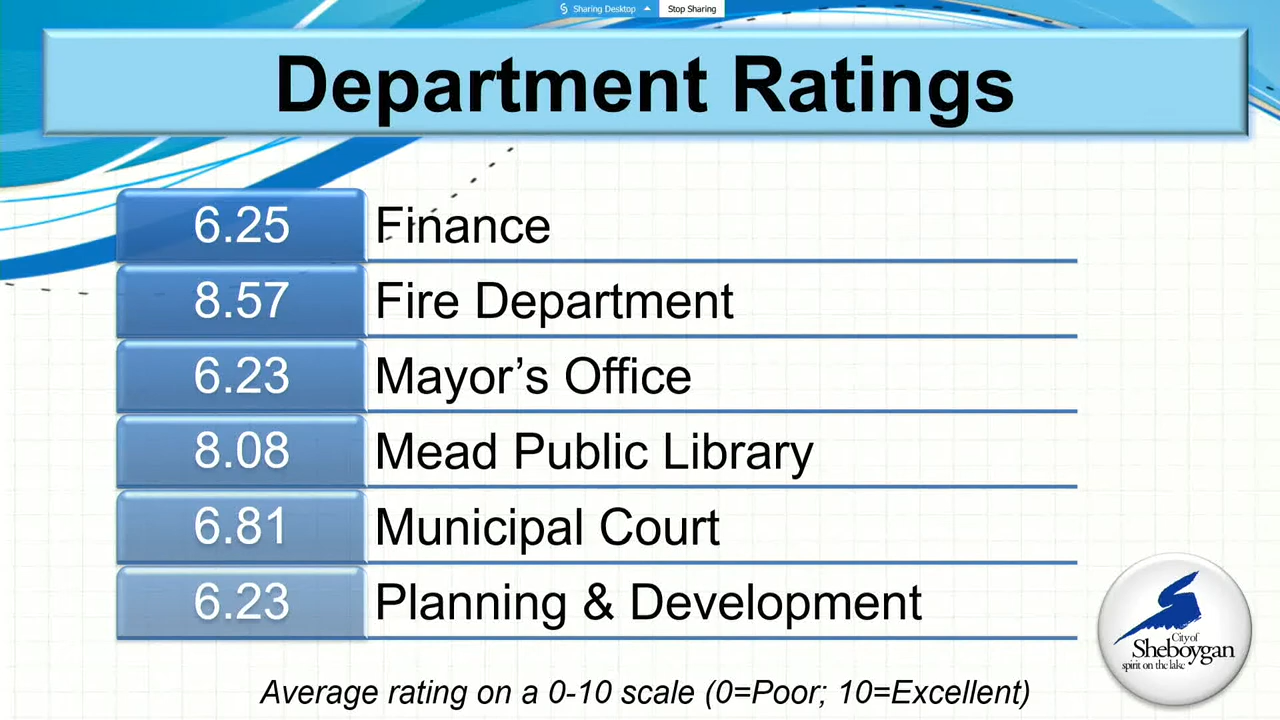 Sharing Desktop Stop Sharing
Department Ratings
6.25 Finance
8.57 Fire Department
6.23 Mayor’s Office
8.08 Mead Public Library
6.81 Municipal Court
6.23 Planning & Development
City of
Sheboygan
spirit on the lake
Average rating on a 0-10 scale (0=Poor; 10=Excellent)